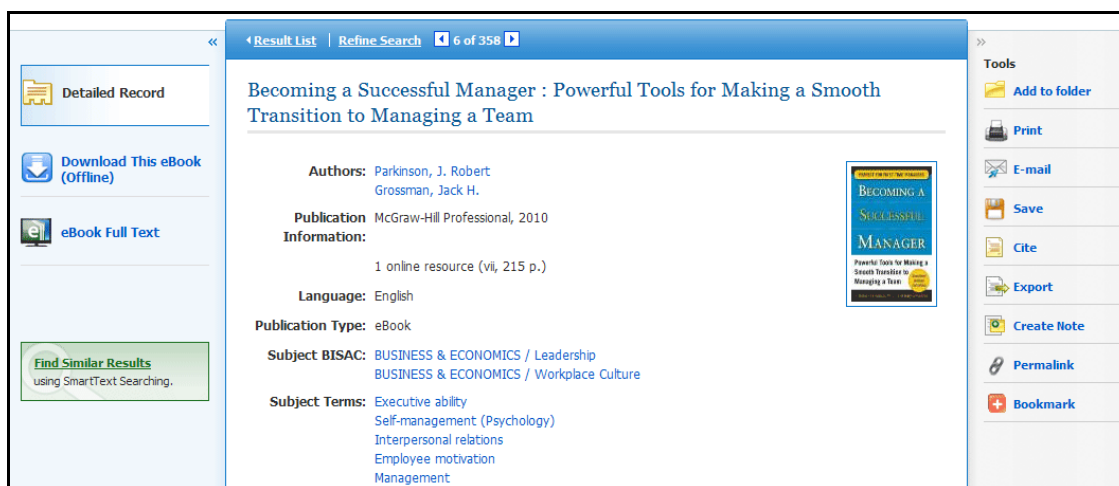 «
Result List | Refine Search 6 of 358
»
Detailed Record
Download This eBook
(Offline)
eBook Full Text
Find Similar Results
using SmartText Searching.
Becoming a Successful Manager : Powerful Tools for Making a Smooth
Transition to Managing a Team
Authors: Parkinson, J. Robert
Grossman, Jack H.
Publication McGraw-Hill Professional, 2010
Information:
1 online resource (vii, 215 p.)
Language: English
Publication Type: eBook
Subject BISAC: BUSINESS & ECONOMICS / Leadership
BUSINESS & ECONOMICS / Workplace Culture
Subject Terms: Executive ability
Self-management (Psychology)
Interpersonal relations
Employee motivation
Management
BECOMING A
SUCCESSFUL
MANAGER
Powerful Tools for Making a
Smooth Transition to
Managing a Team
Tools
Add to folder
Print
E-mail
Save
Cite
Export
Create Note
Permalink
Bookmark